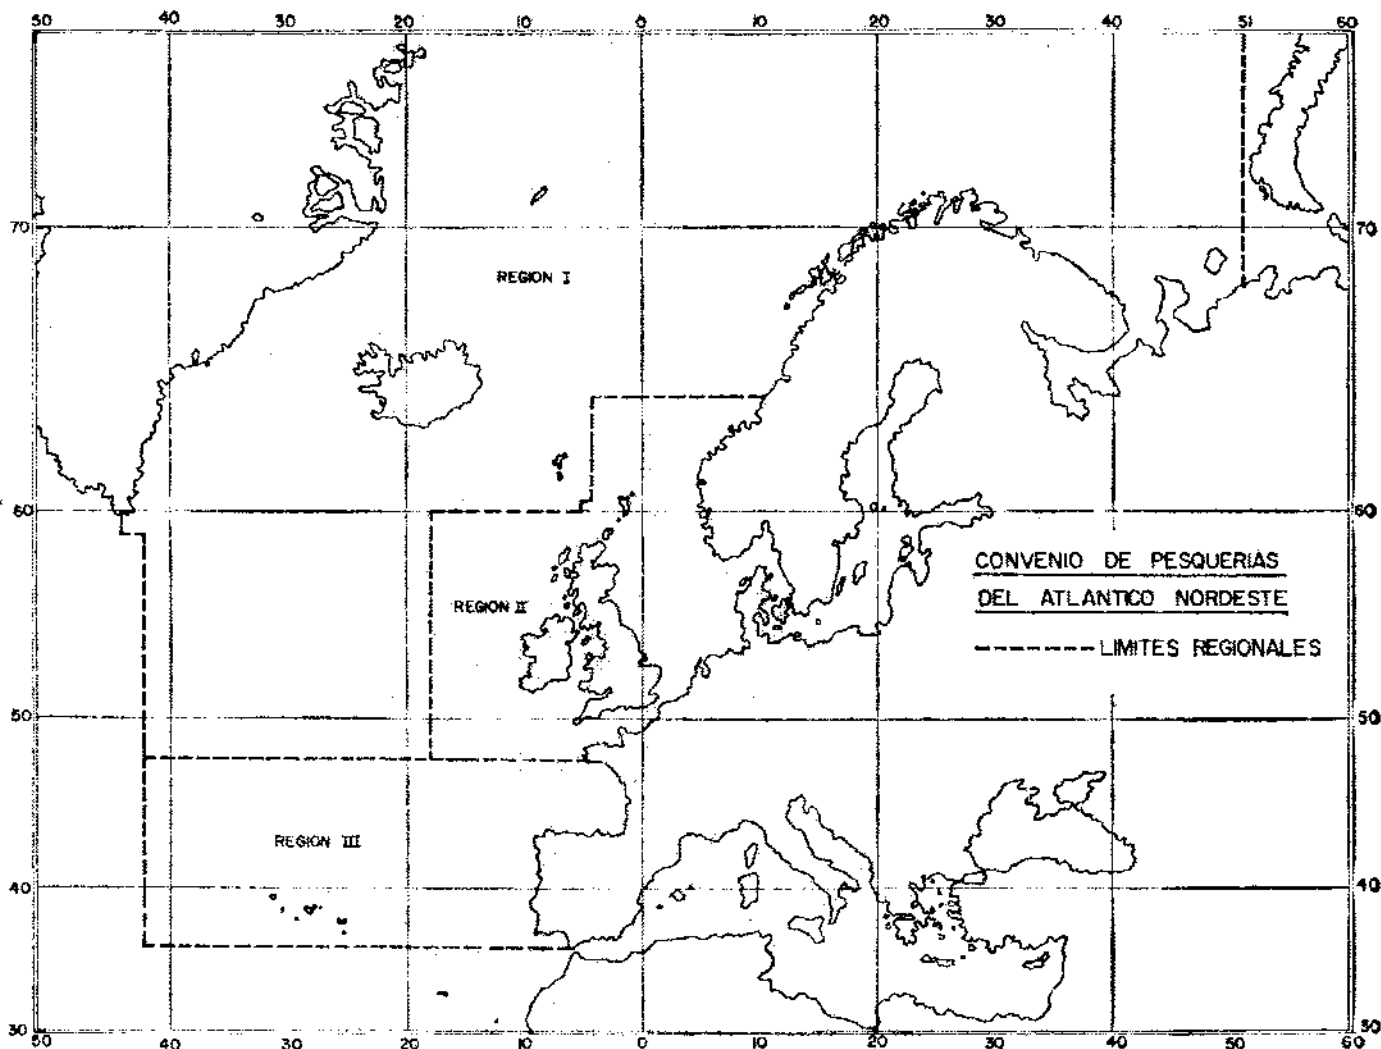 50 40 30 20 10 0 10 20 30 40 51 60
70 70
REGION I
60 60
CONVENIO DE PESQUERIAS
DEL ATLANTICO NORDESTE
REGION II
LIMITES REGIONALES
50 50
REGION III
40 40
30 30
50 40 30 20 10 0 10 20 30 40 50 60